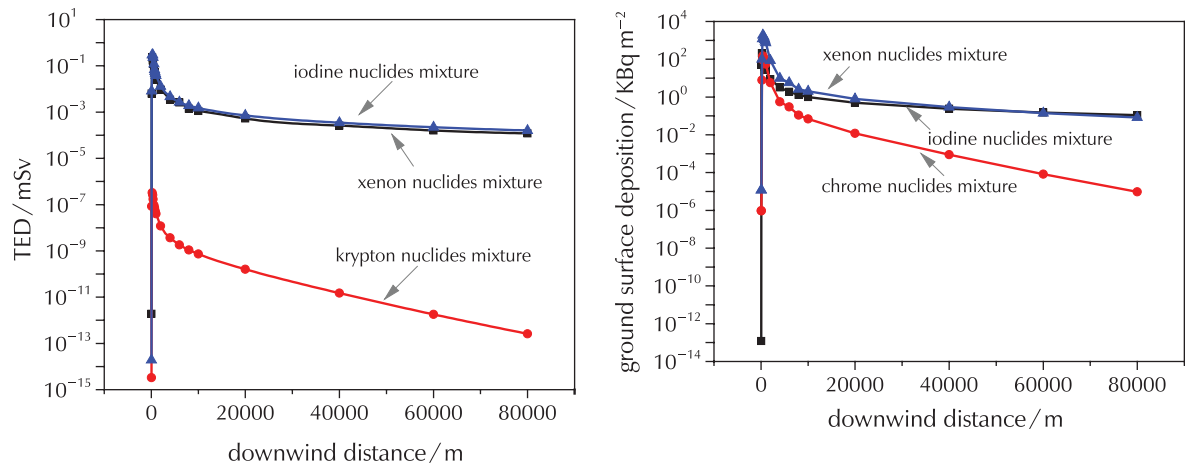 TED / mSv
10^1
10^-1
10^-3
10^-5
10^-7
10^-9
10^-11
10^-13
10^-15
iodine nuclides mixture
xenon nuclides mixture
krypton nuclides mixture
0 20000 40000 60000 80000
downwind distance / m
ground surface deposition / KBq m^-2
10^4
10^2
10^0
10^-2
10^-4
10^-6
10^-8
10^-10
10^-12
10^-14
xenon nuclides mixture
iodine nuclides mixture
chrome nuclides mixture
0 20000 40000 60000 80000
downwind distance / m